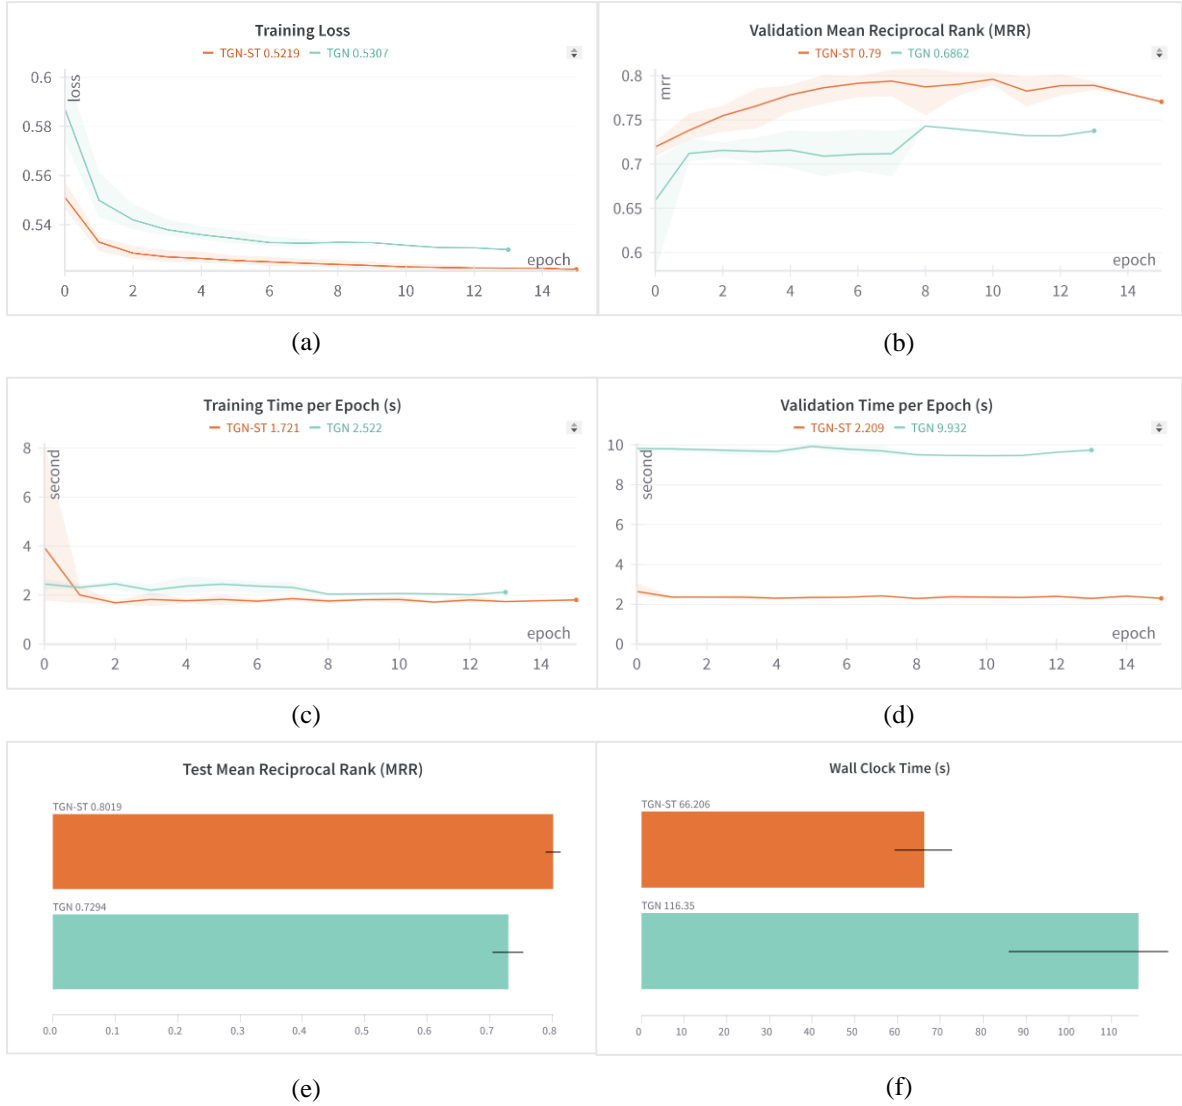 Training Loss
TGN-ST 0.5219 TGN 0.5307
loss
0.6
0.58
0.56
0.54
epoch
0 2 4 6 8 10 12 14
(a)
Validation Mean Reciprocal Rank (MRR)
TGN-ST 0.79 TGN 0.6862
mrr
0.8
0.75
0.7
0.65
0.6
epoch
0 2 4 6 8 10 12 14
(b)
Training Time per Epoch (s)
TGN-ST 1.721 TGN 2.522
second
8
6
4
2
0
epoch
0 2 4 6 8 10 12 14
(c)
Validation Time per Epoch (s)
TGN-ST 2.209 TGN 9.932
second
10
8
6
4
2
0
epoch
0 2 4 6 8 10 12 14
(d)
Test Mean Reciprocal Rank (MRR)
TGN-ST 0.8019
TGN 0.7294
0.0 0.1 0.2 0.3 0.4 0.5 0.6 0.7 0.8
(e)
Wall Clock Time (s)
TGN-ST 66.206
TGN 116.35
0 10 20 30 40 50 60 70 80 90 100 110
(f)